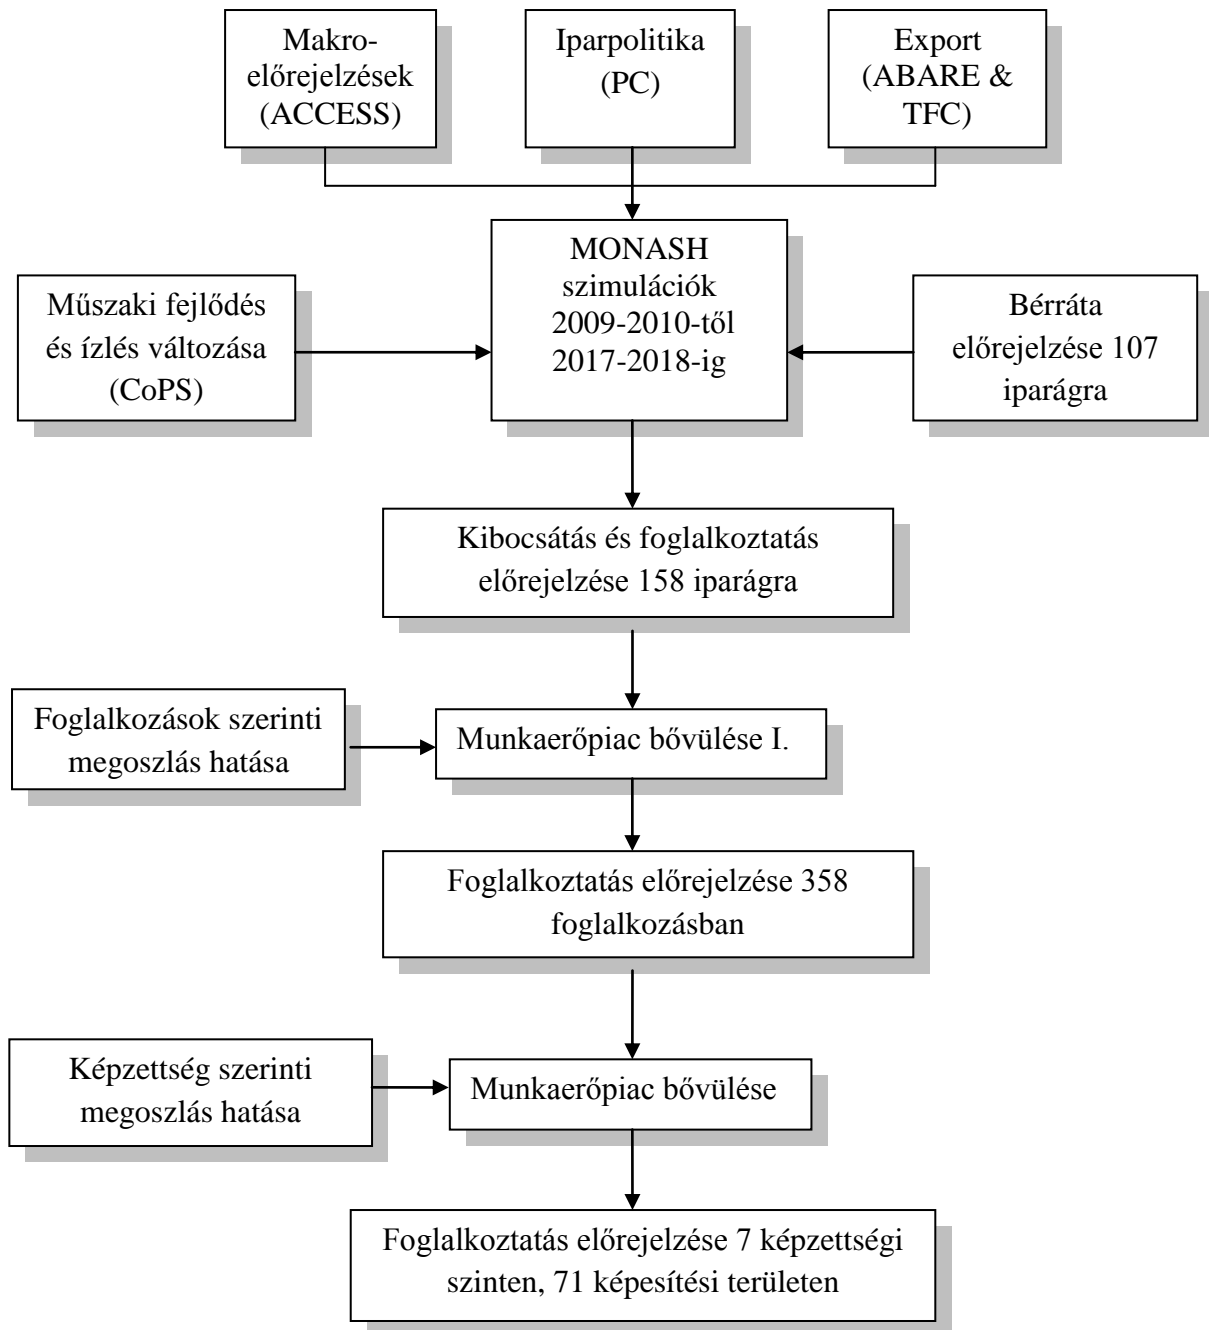 Makro-
előrejelzések
(ACCESS)
Iparpolitika
(PC)
Export
(ABARE &
TFC)
MONASH
szimulációk
2009-2010-től
2017-2018-ig
Műszaki fejlődés
és ízlés változása
(CoPS)
Bérráta
előrejelzése 107
iparágra
Kibocsátás és foglalkoztatás
előrejelzése 158 iparágra
Foglalkozások szerinti
megoszlás hatása
Munkaerőpiac bővülése I.
Foglalkoztatás előrejelzése 358
foglalkozásban
Képzettség szerinti
megoszlás hatása
Munkaerőpiac bővülése
Foglalkoztatás előrejelzése 7 képzettségi
szinten, 71 képesítési területen